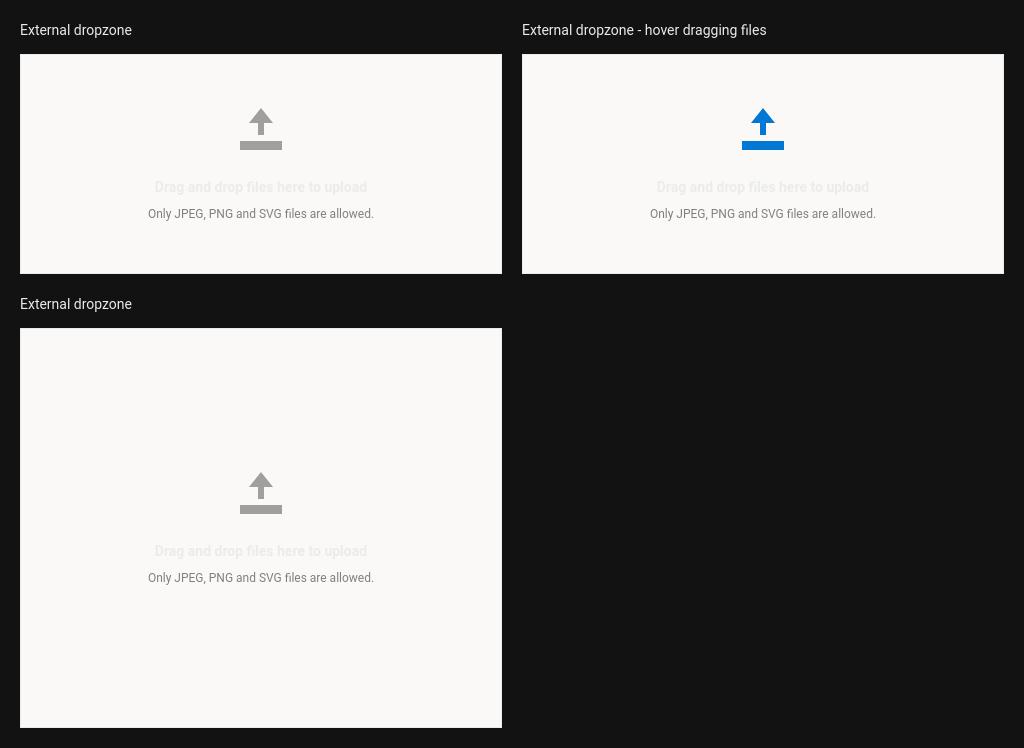 External dropzone
External dropzone - hover dragging files
Drag and drop files here to upload
Only JPEG, PNG and SVG files are allowed.
Drag and drop files here to upload
Only JPEG, PNG and SVG files are allowed.
External dropzone
Drag and drop files here to upload
Only JPEG, PNG and SVG files are allowed.